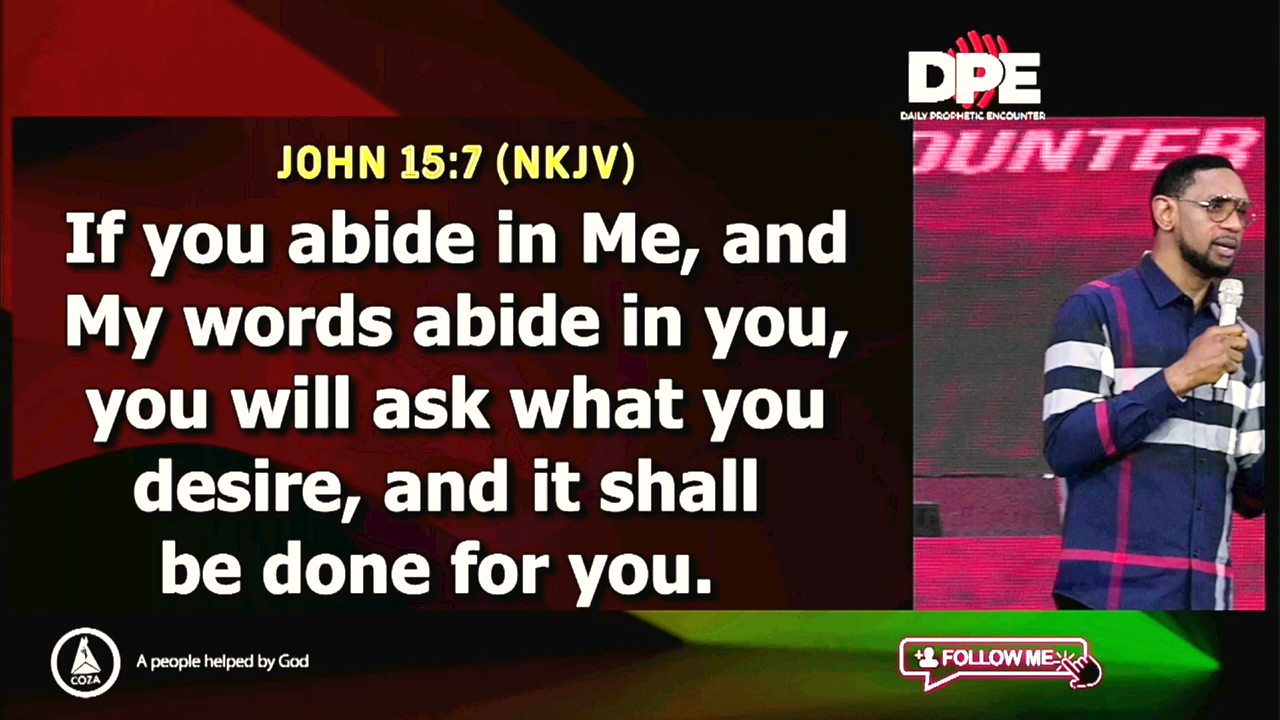 DPE
DAILY PROPHETIC ENCOUNTER
OUNTER
JOHN 15:7 (NKJV)
If you abide in Me, and
My words abide in you,
you will ask what you
desire, and it shall
be done for you.
COZA
A people helped by God
FOLLOW ME